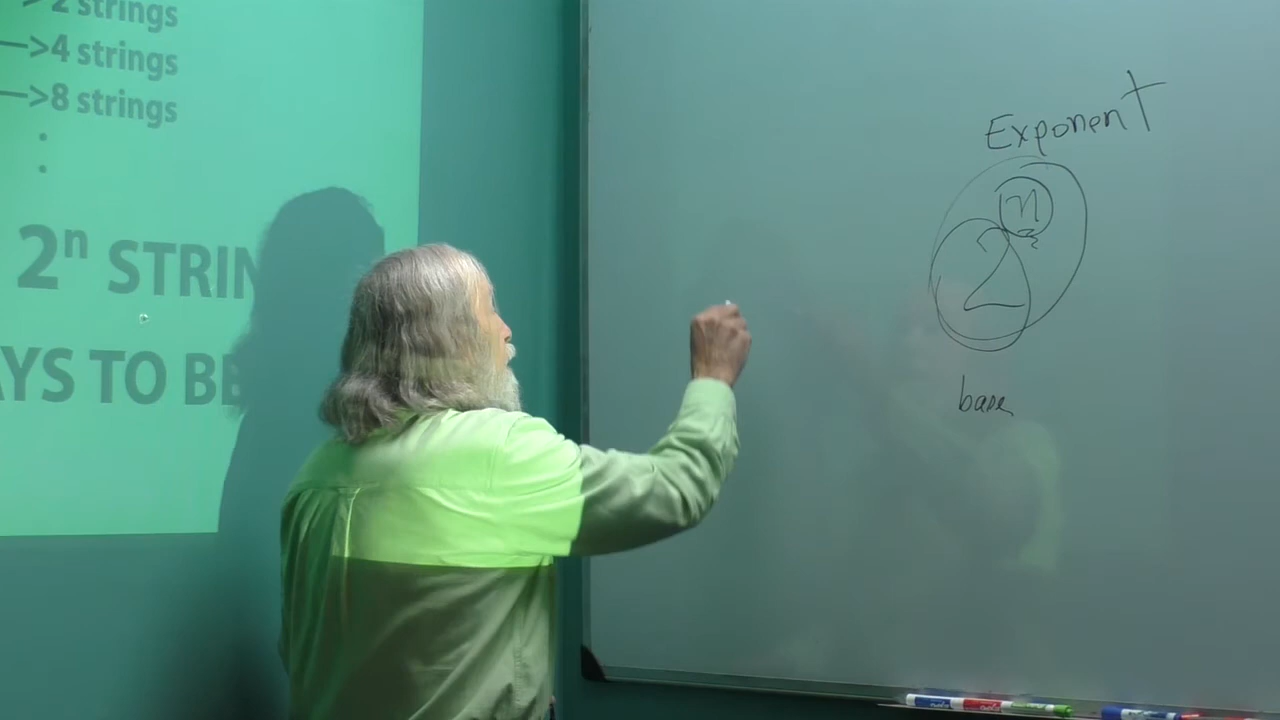 —>2 strings
—>4 strings
—>8 strings
.
.
2ⁿ STRIN
AYS TO BE
Exponent
n
2
base